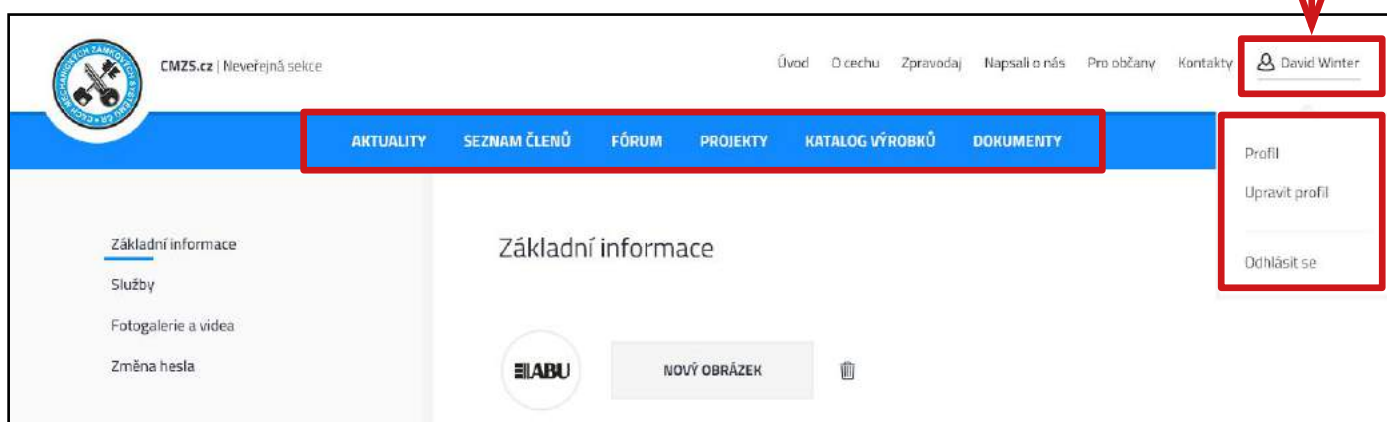 CMZS.cz | Neveřejná sekce
Úvod O cechu Zpravodaj Napsali o nás Pro občany Kontakty David Winter
AKTUALITY SEZNAM ČLENŮ FÓRUM PROJEKTY KATALOG VÝROBKŮ DOKUMENTY
Profil
Upravit profil
Odhlásit se
Základní informace
Služby
Fotogalerie a videa
Změna hesla
Základní informace
ABU
NOVÝ OBRÁZEK